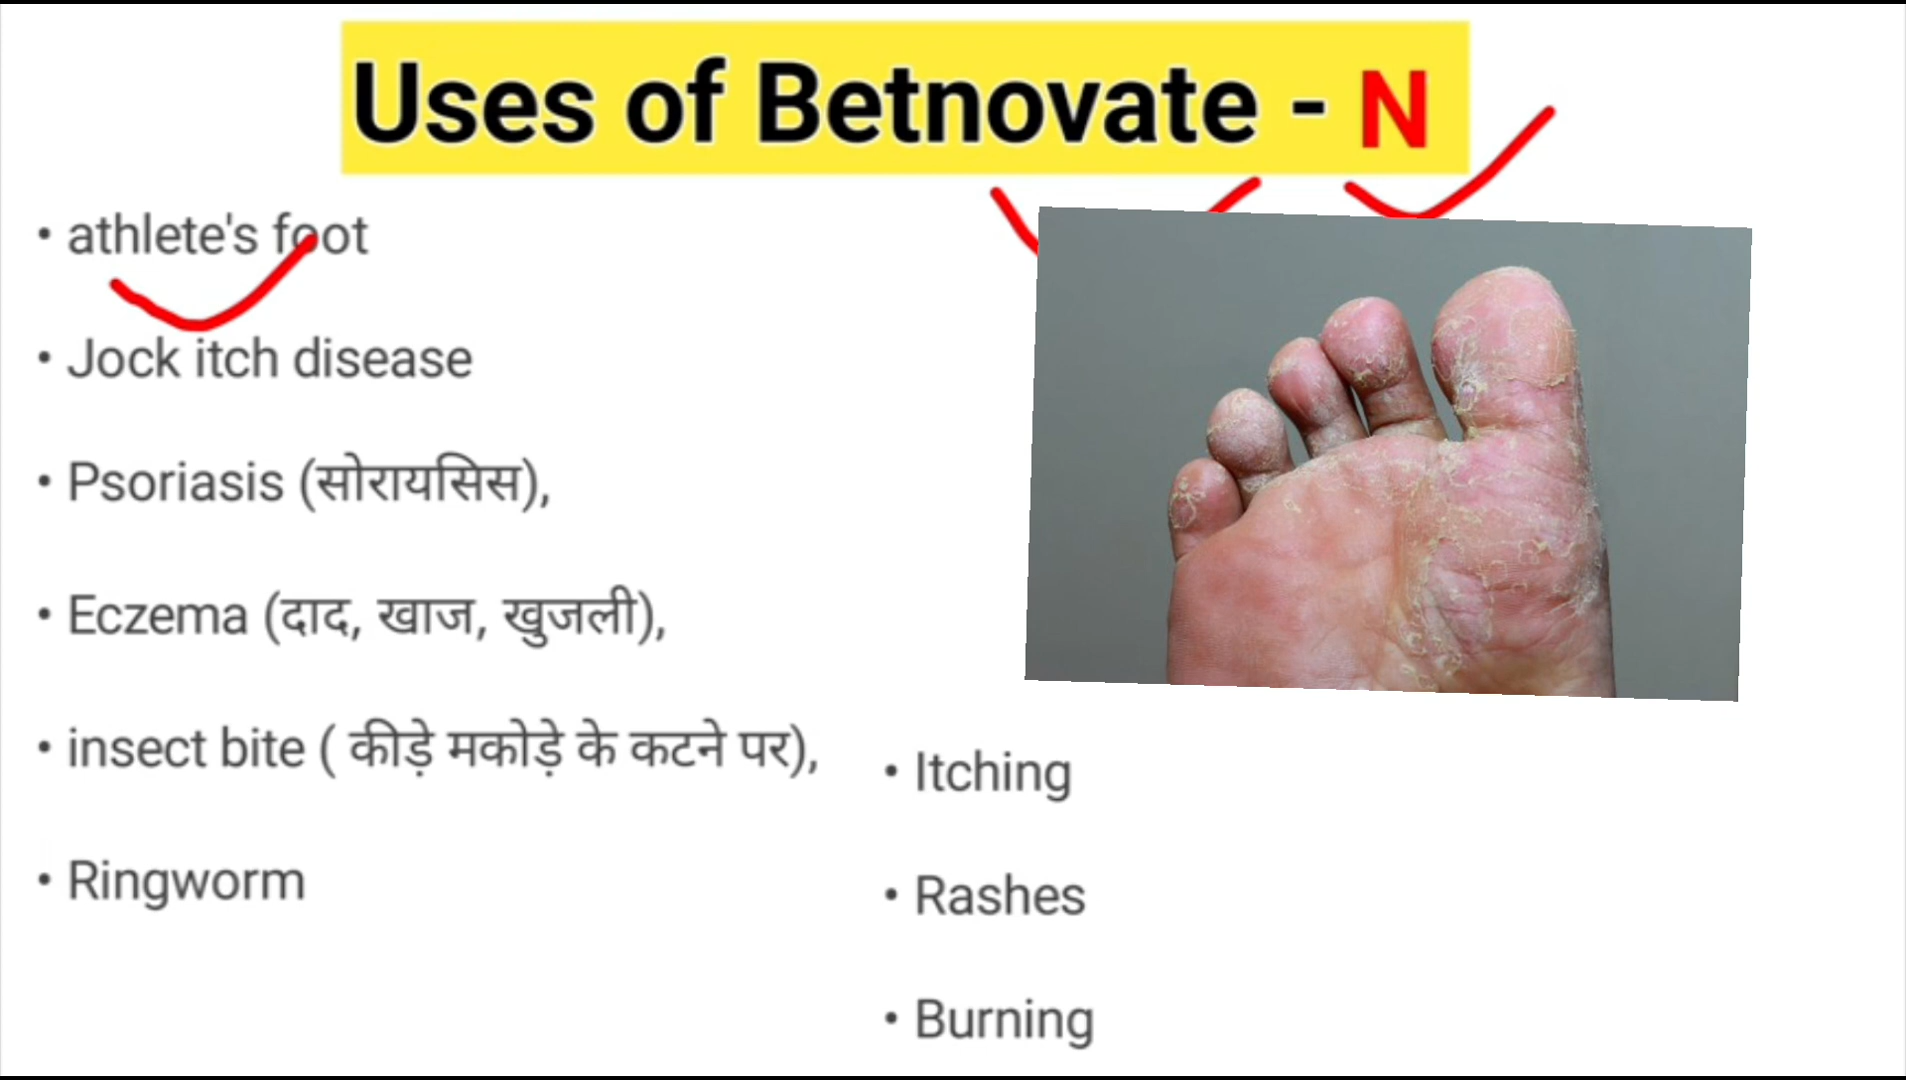 Uses of Betnovate - N
• athlete's foot
• Jock itch disease
• Psoriasis (सोरायसिस),
• Eczema (दाद, खाज, खुजली),
• insect bite ( कीड़े मकोड़े के कटने पर),
• Ringworm
• Itching
• Rashes
• Burning